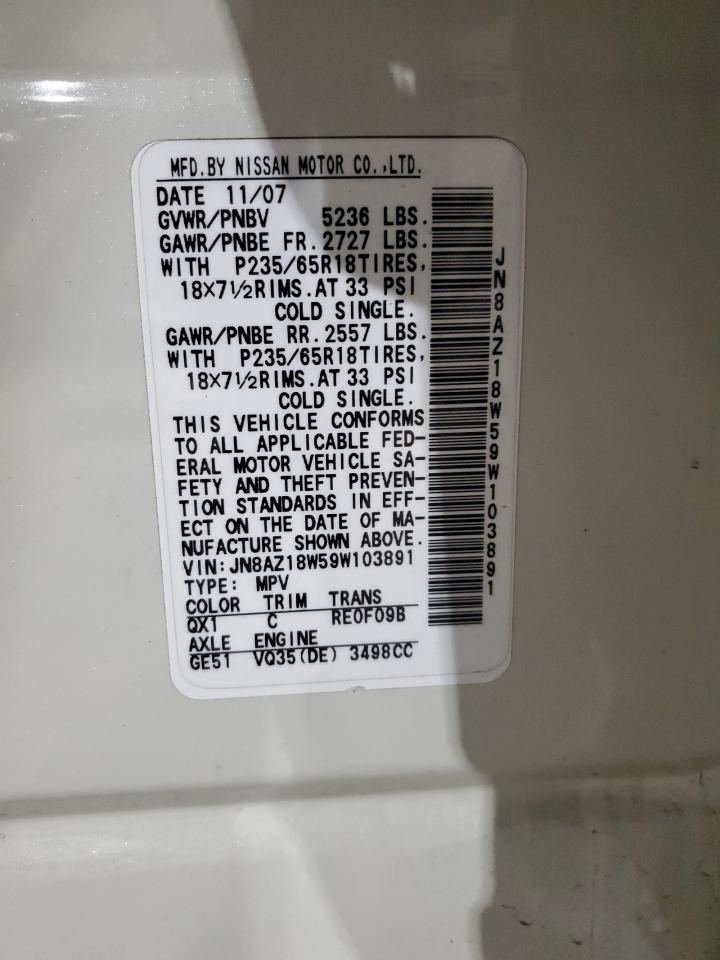 MFD.BY NISSAN MOTOR CO.,LTD.
DATE 11/07
GVWR/PNBV 5236 LBS.
GAWR/PNBE FR.2727 LBS.
WITH P235/65R18TIRES,
18X7½RIMS.AT 33 PSI
COLD SINGLE.
GAWR/PNBE RR.2557 LBS.
WITH P235/65R18TIRES,
18X7½RIMS.AT 33 PSI
COLD SINGLE.
THIS VEHICLE CONFORMS
TO ALL APPLICABLE FED-
ERAL MOTOR VEHICLE SA-
FETY AND THEFT PREVEN-
TION STANDARDS IN EFF-
ECT ON THE DATE OF MA-
NUFACTURE SHOWN ABOVE.
VIN:JN8AZ18W59W103891
TYPE: MPV
COLOR TRIM TRANS
QX1 C RE0F09B
AXLE ENGINE
GE51 VQ35(DE) 3498CC
JN8AZ18W59W103891